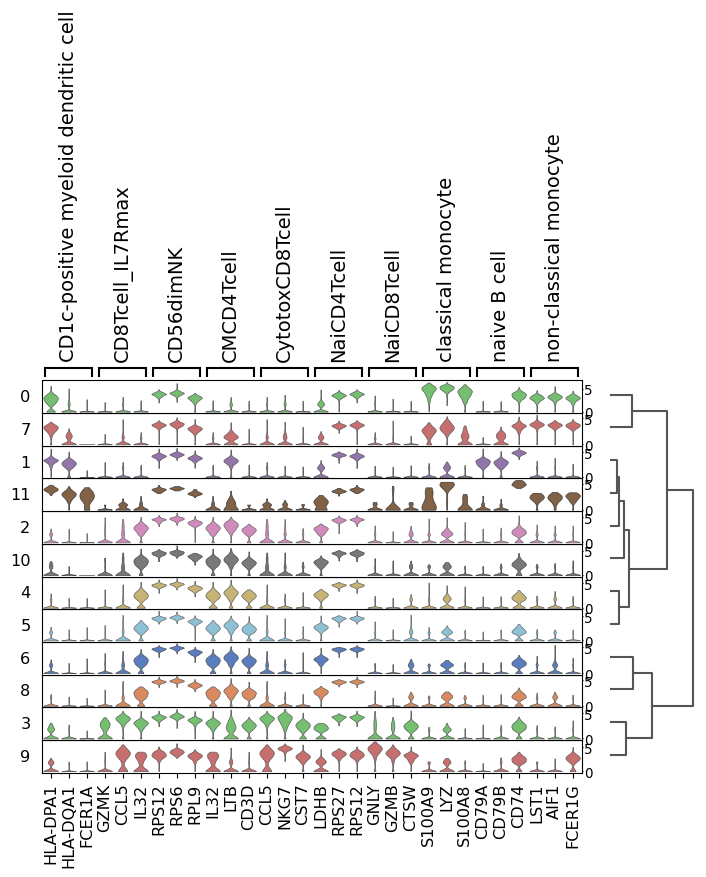 CD1c-positive myeloid dendritic cell
CD8Tcell_IL7Rmax
CD56dimNK
CMCD4Tcell
CytotoxCD8Tcell
NaiCD4Tcell
NaiCD8Tcell
classical monocyte
naive B cell
non-classical monocyte
0 5 0
7 5 0
1 5 0
11 5 0
2 5 0
10 5 0
4 5 0
5 5 0
6 5 0
8 5 0
3 5 0
9 5 0
HLA-DPA1
HLA-DQA1
FCER1A
GZMK
CCL5
IL32
RPS12
RPS6
RPL9
IL32
LTB
CD3D
CCL5
NKG7
CST7
LDHB
RPS27
RPS12
GNLY
GZMB
CTSW
S100A9
LYZ
S100A8
CD79A
CD79B
CD74
LST1
AIF1
FCER1G